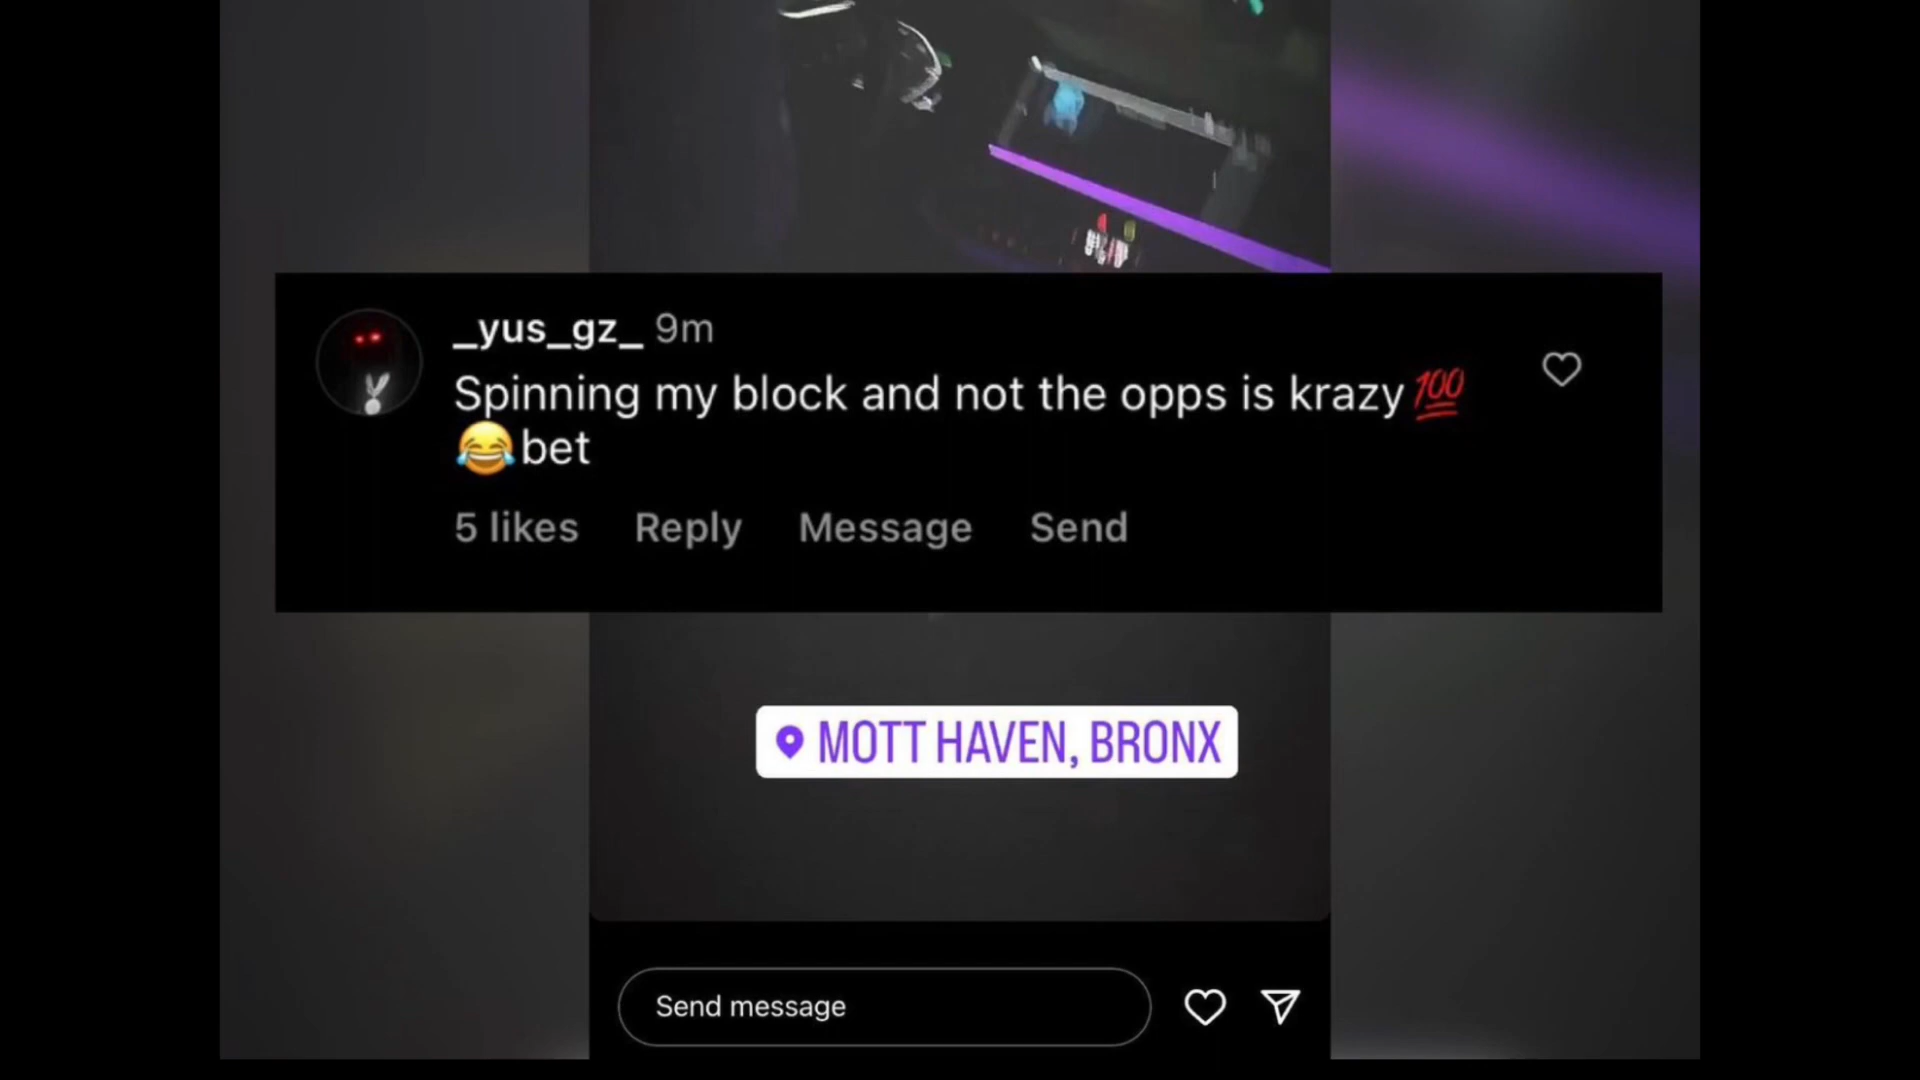 _yus_gz_ 9m
Spinning my block and not the opps is krazy💯
😂bet
5 likes Reply Message Send
MOTT HAVEN, BRONX
Send message